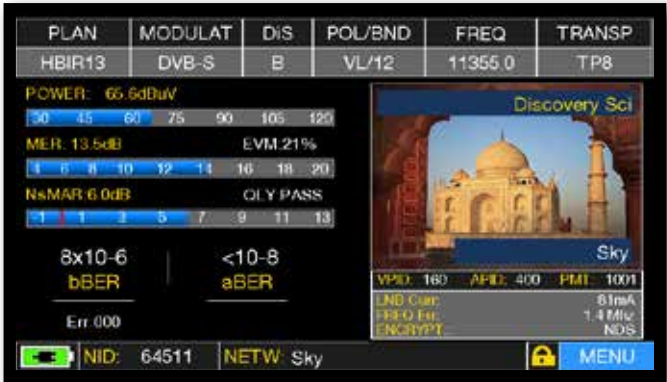 PLAN MODULAT DiS POL/BND FREQ TRANSP
HBIR13 DVB-S B VL/12 11355.0 TP8
POWER: 65.6dBuV
30 45 60 75 90 105 120
MER: 13.5dB EVM.21%
4 6 8 10 12 14 16 18 20
NsMAR:6.0dB QLY PASS
-1 1 3 5 7 9 11 13
8x10-6 <10-8
bBER aBER
Err 000
Discovery Sci
Sky
VPID: 160 APID: 400 PMT 1001
LNB Curr. 81mA
FREQ Err. 1.4 Mhz
ENCRYPT. NDS
NID: 64511 NETW: Sky MENU